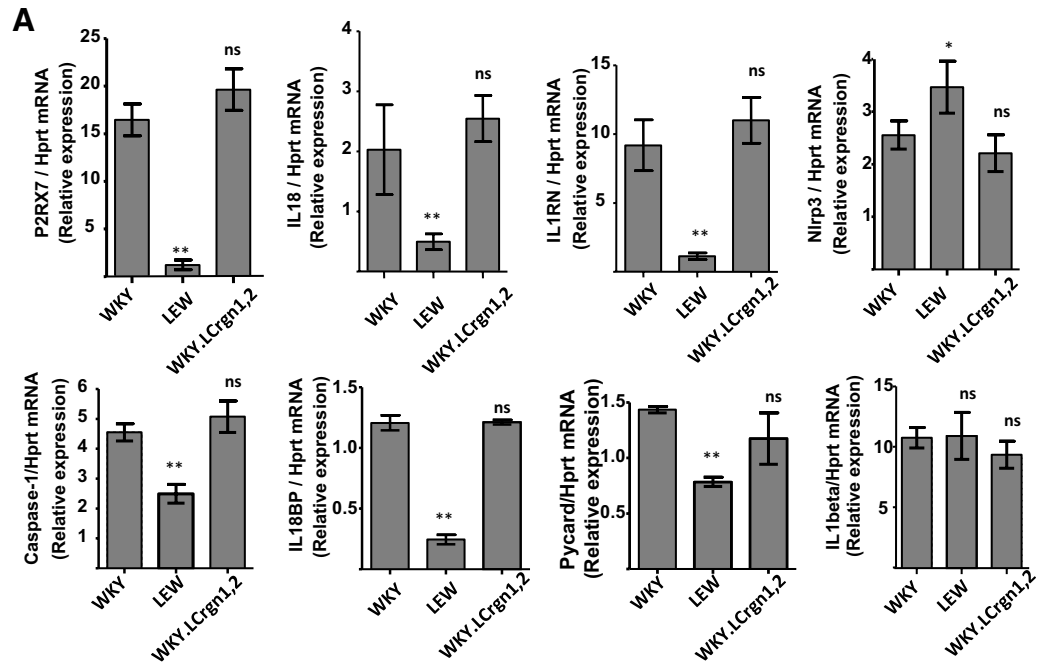 A
P2RX7 / Hprt mRNA
(Relative expression)
25
20
15
10
5
ns
**
WKY
LEW
WKY.LCrgn1,2
IL18 / Hprt mRNA
(Relative expression)
4
3
2
1
ns
**
WKY
LEW
WKY.LCrgn1,2
IL1RN / Hprt mRNA
(Relative expression)
15
10
5
ns
**
WKY
LEW
WKY.LCrgn1,2
Nlrp3 / Hprt mRNA
(Relative expression)
4
3
2
1
*
ns
WKY
LEW
WKY.LCrgn1,2
Caspase-1/Hprt mRNA
(Relative expression)
6
5
4
3
2
1
ns
**
WKY
LEW
WKY.LCrgn1,2
IL18BP / Hprt mRNA
(Relative expression)
1.5
1.0
0.5
ns
**
WKY
LEW
WKY.LCrgn1,2
Pycard/Hprt mRNA
(Relative expression)
1.5
1.0
0.5
ns
**
WKY
LEW
WKY.LCrgn1,2
IL1beta/Hprt mRNA
(Relative expression)
15
10
5
ns
ns
WKY
LEW
WKY.LCrgn1,2